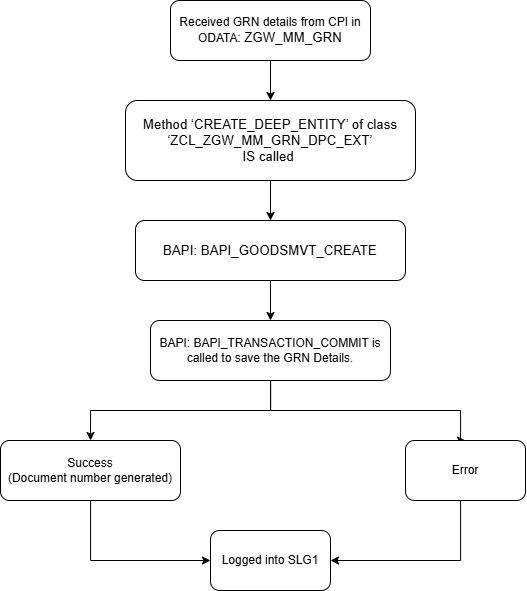 Received GRN details from CPI in
ODATA: ZGW_MM_GRN
Method ‘CREATE_DEEP_ENTITY’ of class
‘ZCL_ZGW_MM_GRN_DPC_EXT’
IS called
BAPI: BAPI_GOODSMVT_CREATE
BAPI: BAPI_TRANSACTION_COMMIT is
called to save the GRN Details.
Success
(Document number generated)
Error
Logged into SLG1